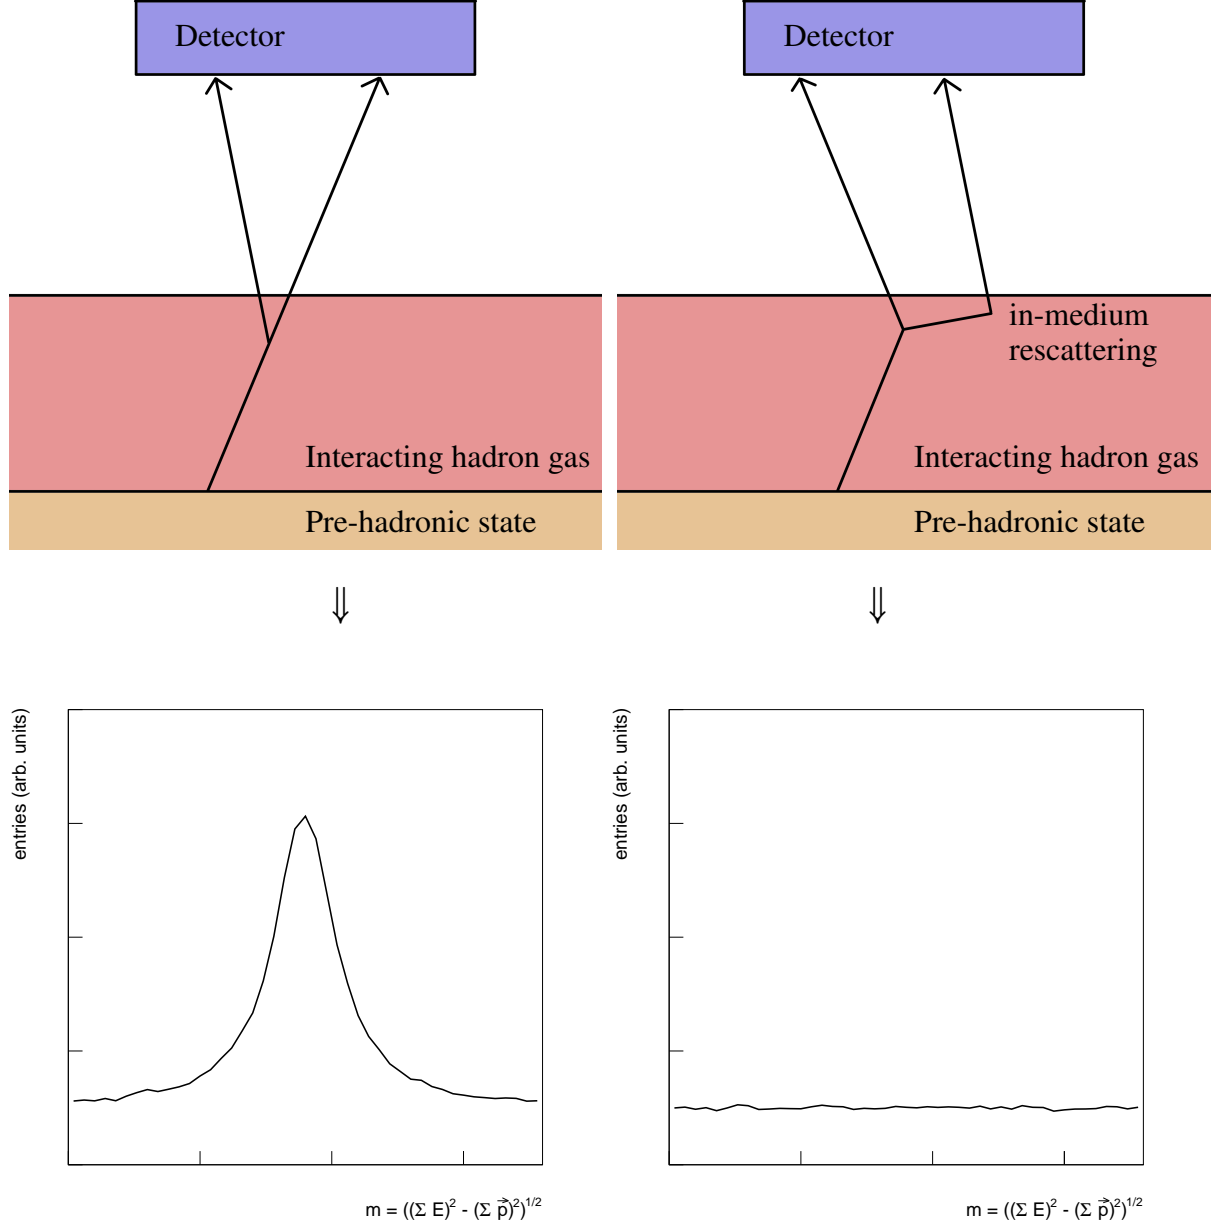 Detector
Detector
in-medium
rescattering
Interacting hadron gas
Interacting hadron gas
Pre-hadronic state
Pre-hadronic state
⇓
⇓
entries (arb. units)
entries (arb. units)
m = ((Σ E)² - (Σ p⃗)²)^{1/2}
m = ((Σ E)² - (Σ p⃗)²)^{1/2}